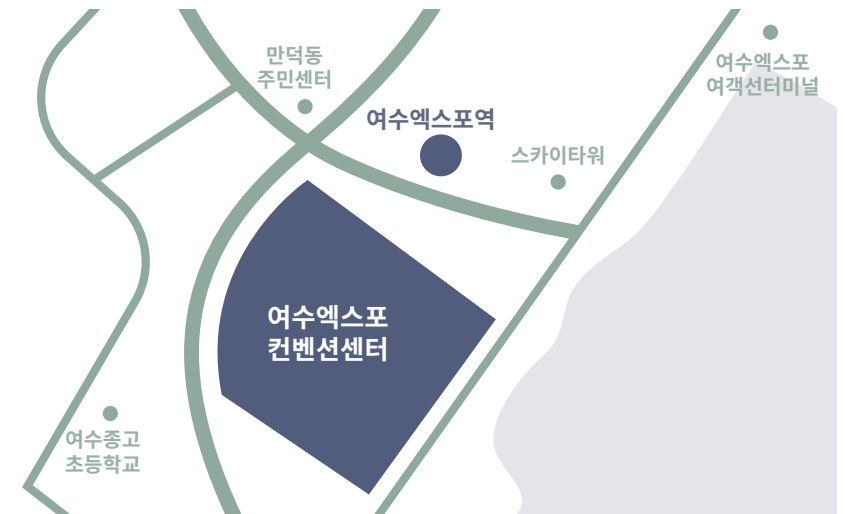 만덕동
주민센터
여수엑스포역
스카이타워
여수엑스포
여객선터미널
여수엑스포
컨벤션센터
여수종고
초등학교